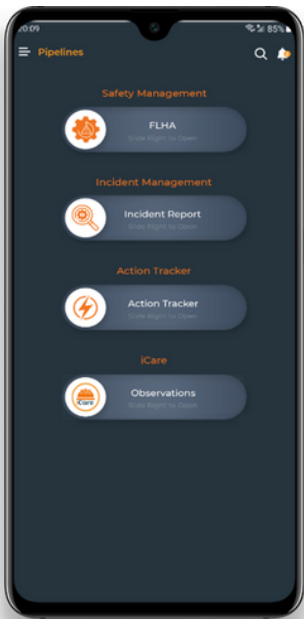 20:09 85%
Pipelines
Safety Management
FLHA
Slide Right to Open
Incident Management
Incident Report
Slide Right to Open
Action Tracker
Action Tracker
Slide Right to Open
iCare
iCare
Observations
Slide Right to Open